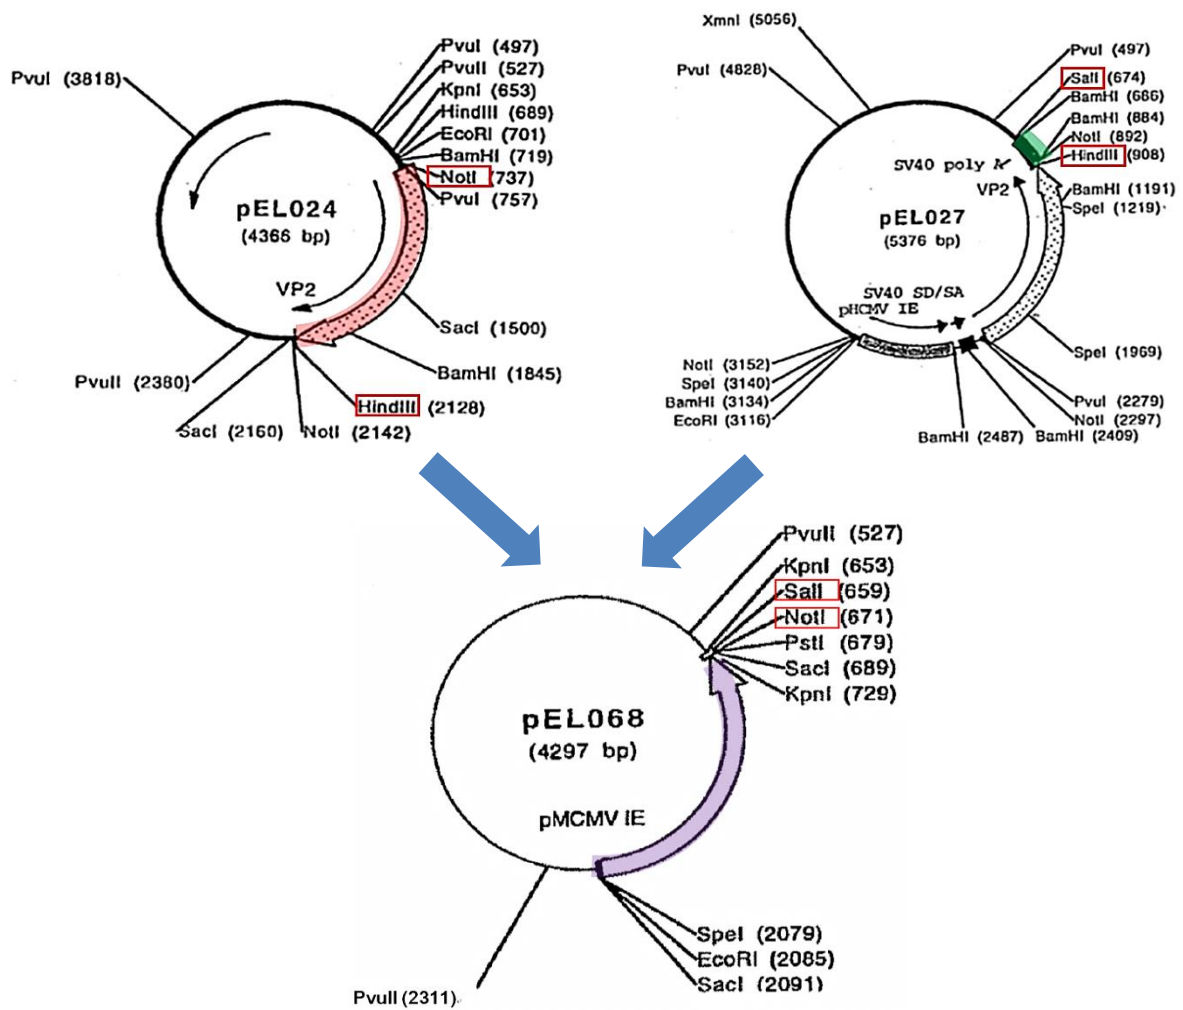 PvuI (3818)
PvuI (497)
PvuII (527)
KpnI (653)
HindIII (689)
EcoRI (701)
BamHI (719)
NotI (737)
PvuI (757)
pEL024
(4366 bp)
VP2
SacI (1500)
BamHI (1845)
HindIII (2128)
NotI (2142)
SacI (2160)
PvuII (2380)
XmnI (5056)
PvuI (4828)
PvuI (497)
SalI (674)
BamHI (686)
BamHI (884)
NotI (892)
HindIII (908)
SV40 poly A
VP2
BamHI (1191)
SpeI (1219)
pEL027
(5376 bp)
SV40 SD/SA
pHCMV IE
SpeI (1969)
PvuI (2279)
NotI (2297)
BamHI (2409)
BamHI (2487)
NotI (3152)
SpeI (3140)
BamHI (3134)
EcoRI (3116)
PvuII (527)
KpnI (653)
SalI (659)
NotI (671)
PstI (679)
SacI (689)
KpnI (729)
pEL068
(4297 bp)
pMCMV IE
SpeI (2079)
EcoRI (2085)
SacI (2091)
PvuII (2311)